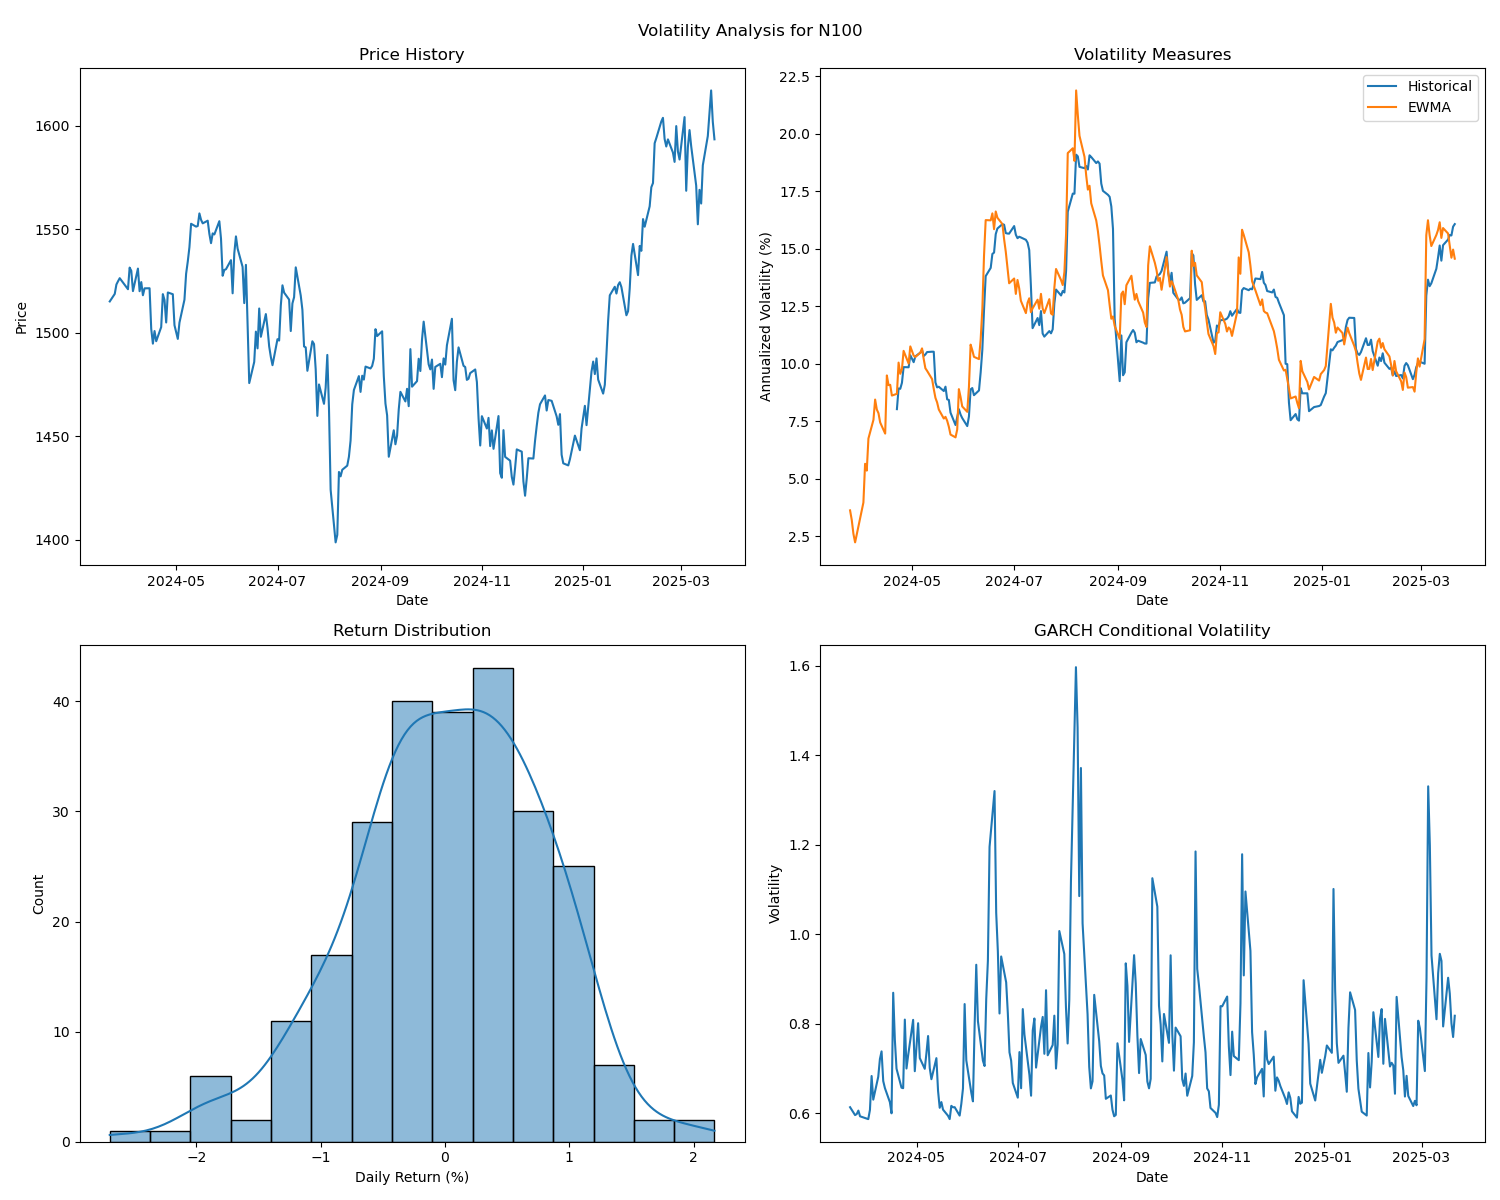 Volatility Analysis for N100
Price History
1600
1550
1500
1450
1400
Price
2024-05 2024-07 2024-09 2024-11 2025-01 2025-03
Date
Volatility Measures
22.5
20.0
17.5
15.0
12.5
10.0
7.5
5.0
2.5
Annualized Volatility (%)
Historical
EWMA
2024-05 2024-07 2024-09 2024-11 2025-01 2025-03
Date
Return Distribution
40
30
20
10
0
Count
−2 −1 0 1 2
Daily Return (%)
GARCH Conditional Volatility
1.6
1.4
1.2
1.0
0.8
0.6
Volatility
2024-05 2024-07 2024-09 2024-11 2025-01 2025-03
Date